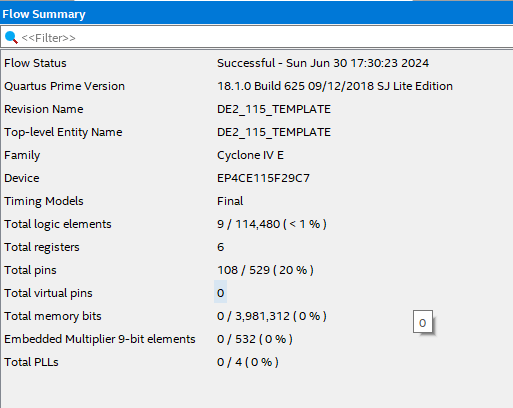 Flow Summary
<<Filter>>
Flow Status Successful - Sun Jun 30 17:30:23 2024
Quartus Prime Version 18.1.0 Build 625 09/12/2018 SJ Lite Edition
Revision Name DE2_115_TEMPLATE
Top-level Entity Name DE2_115_TEMPLATE
Family Cyclone IV E
Device EP4CE115F29C7
Timing Models Final
Total logic elements 9 / 114,480 ( < 1 % )
Total registers 6
Total pins 108 / 529 ( 20 % )
Total virtual pins 0
Total memory bits 0 / 3,981,312 ( 0 % )
0
Embedded Multiplier 9-bit elements 0 / 532 ( 0 % )
Total PLLs 0 / 4 ( 0 % )